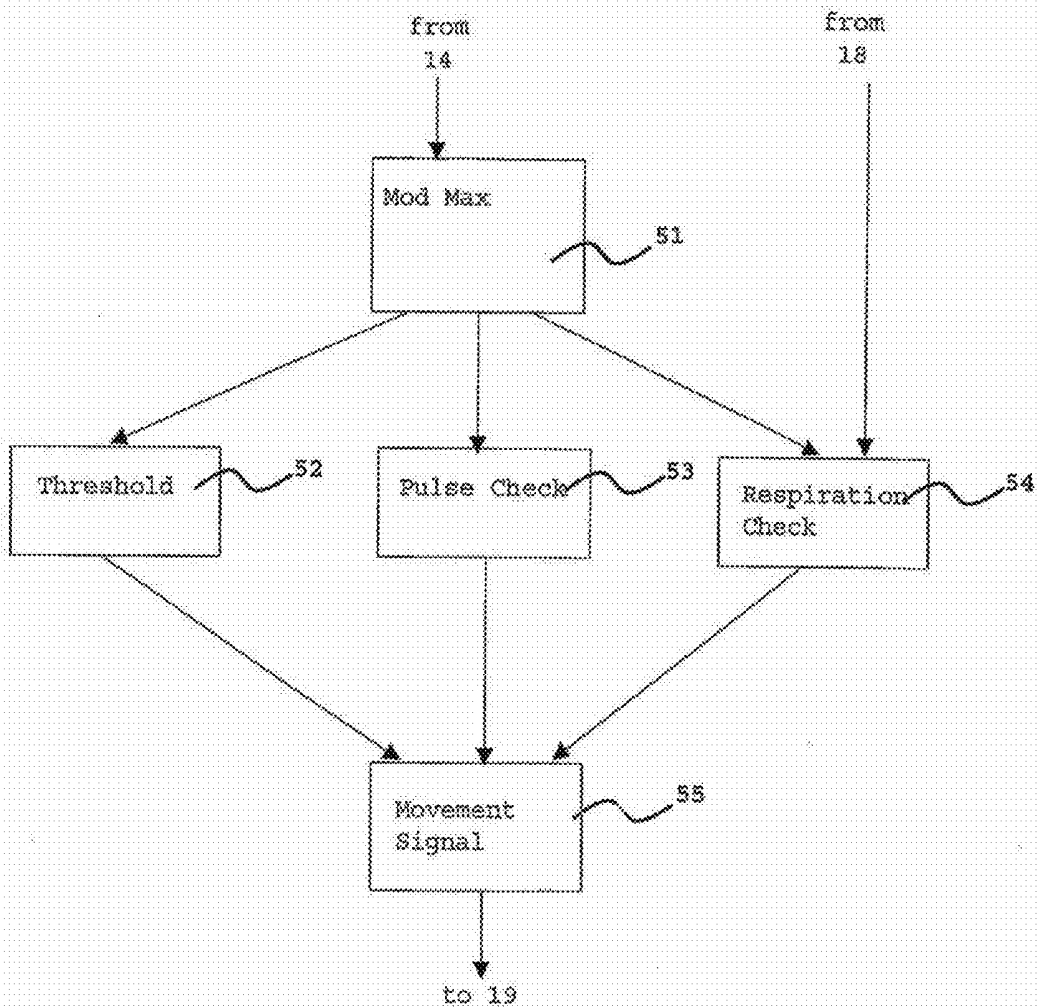 from
14
from
18
Mod Max
51
Threshold
52
Pulse Check
53
Respiration
Check
54
Movement
Signal
55
to 19